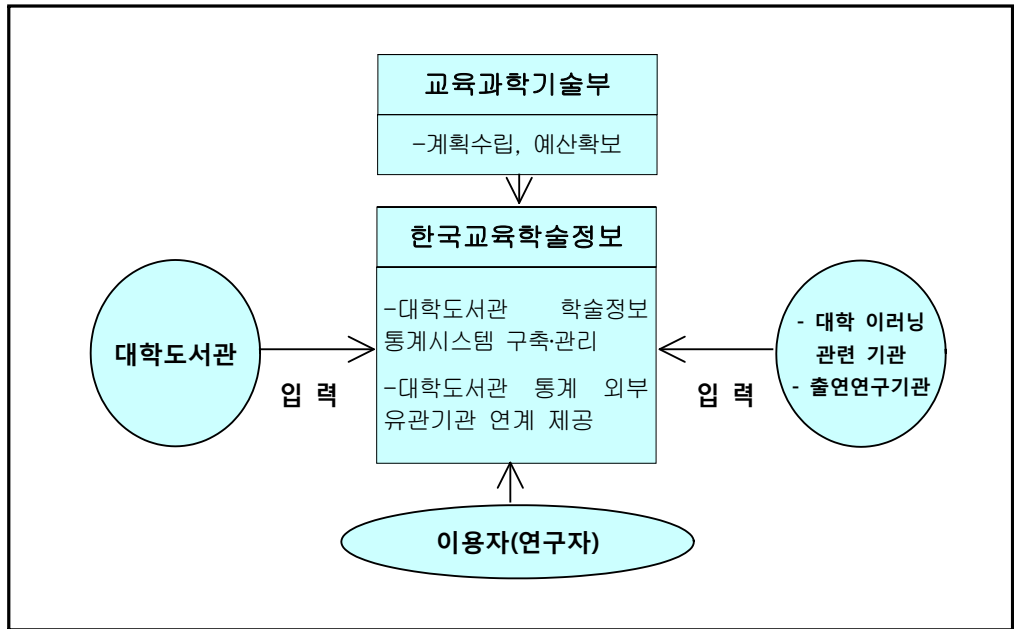 교육과학기술부
-계획수립, 예산확보
한국교육학술정보
-대학도서관 학술정보
통계시스템 구축·관리
-대학도서관 통계 외부
유관기관 연계 제공
대학도서관
입 력
입 력
- 대학 이러닝
관련 기관
- 출연연구기관
이용자(연구자)